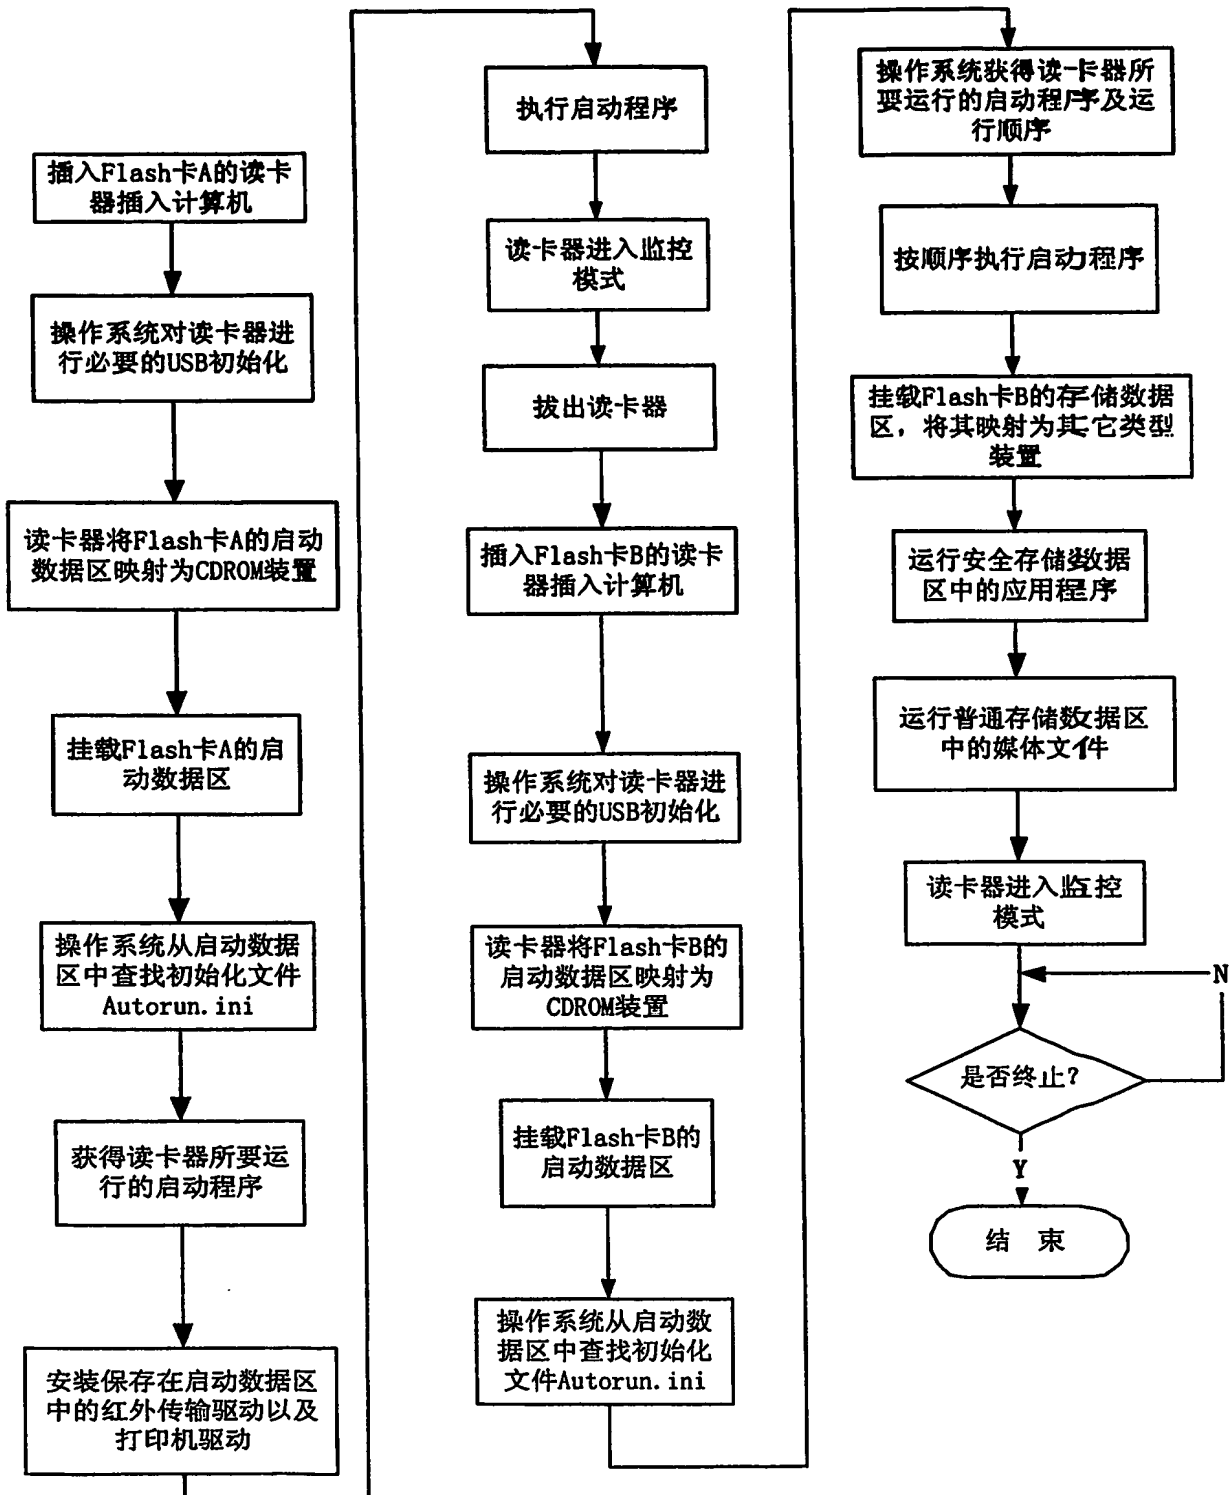 插入Flash卡A的读卡
器插入计算机
操作系统对读卡器进
行必要的USB初始化
读卡器将Flash卡A的启动
数据区映射为CDROM装置
挂载Flash卡A的启
动数据区
操作系统从启动数据
区中查找初始化文件
Autorun.ini
获得读卡器所要运
行的启动程序
安装保存在启动数据区
中的红外传输驱动以及
打印机驱动
执行启动程序
读卡器进入监控
模式
拔出读卡器
插入Flash卡B的读卡
器插入计算机
操作系统对读卡器进
行必要的USB初始化
读卡器将Flash卡B的
启动数据区映射为
CDROM装置
挂载Flash卡B的
启动数据区
操作系统从启动数
据区中查找初始化
文件Autorun.ini
操作系统获得读卡器所
要运行的启动程序及运
行顺序
按顺序执行启动程序
挂载Flash卡B的存储数据
区，将其映射为其它类型
装置
运行安全存储数据
区中的应用程序
运行普通存储数据区
中的媒体文件
读卡器进入监控
模式
N
是否终止?
Y
结 束